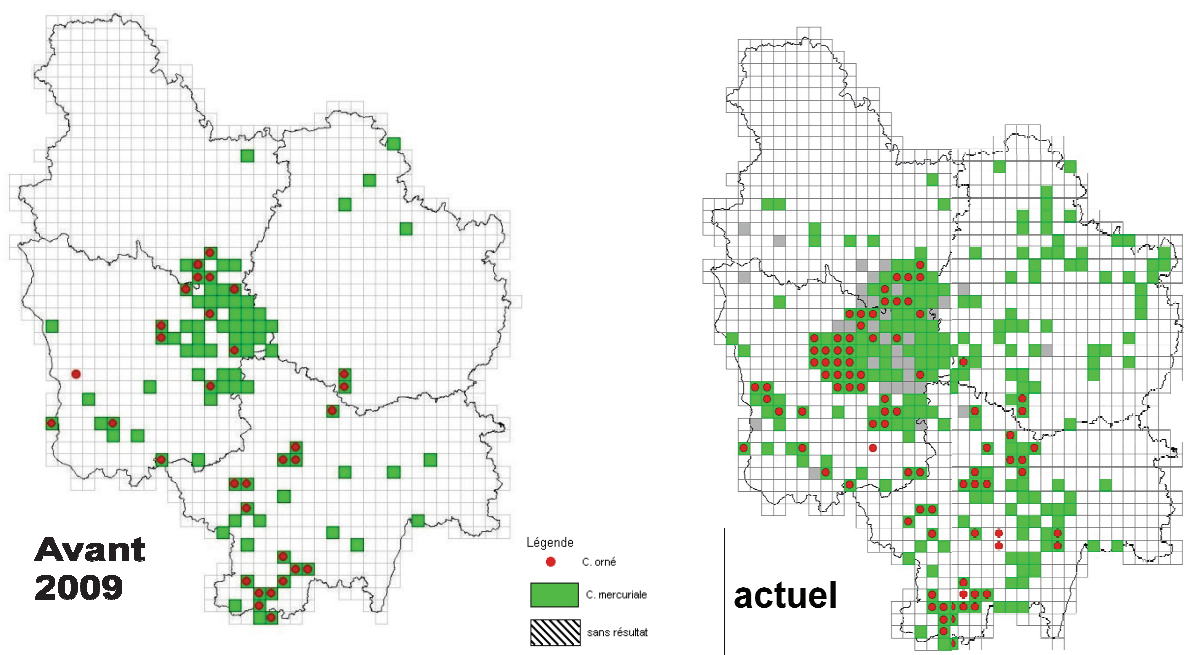 Avant
2009
Légende
C. orné
C. mercuriale
sans résultat
actuel